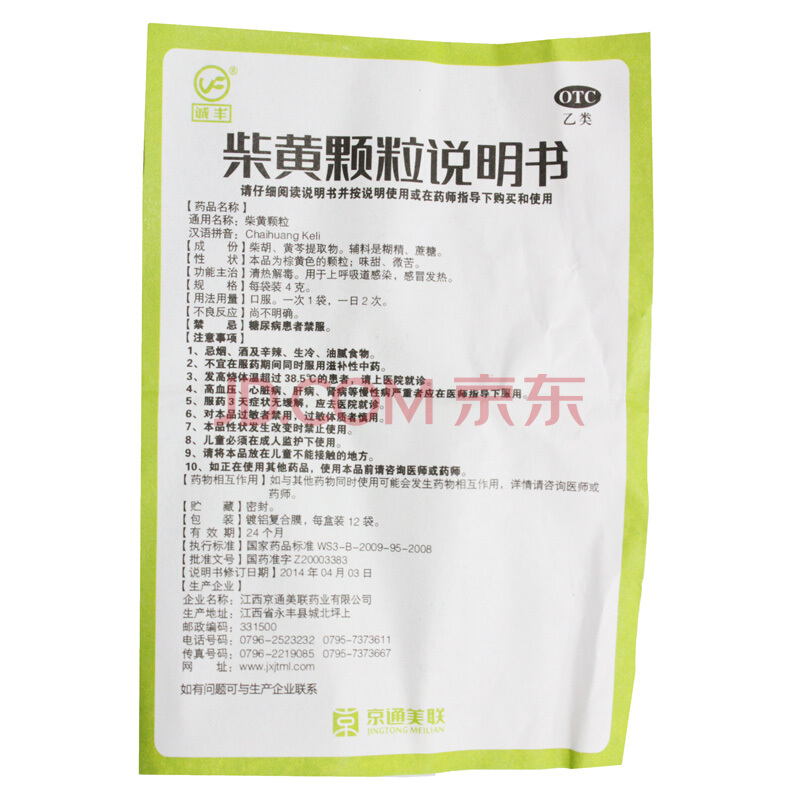 诚丰
OTC
乙类
柴黄颗粒说明书
请仔细阅读说明书并按说明使用或在药师指导下购买和使用
【药品名称】
通用名称：柴黄颗粒
汉语拼音：Chaihuang Keli
【成 份】柴胡、黄芩提取物。辅料是糊精、蔗糖。
【性 状】本品为棕黄色的颗粒；味甜、微苦。
【功能主治】清热解毒。用于上呼吸道感染，感冒发热。
【规 格】每袋装 4 克。
【用法用量】口服。一次 1 袋，一日 2 次。
【不良反应】尚不明确。
【禁 忌】糖尿病患者禁服。
【注意事项】
1、忌烟、酒及辛辣、生冷、油腻食物。
2、不宜在服药期间同时服用滋补性中药。
3、发高烧体温超过 38.5℃的患者，请上医院就诊。
4、高血压、心脏病、肝病、肾病等慢性病严重者应在医师指导下服用。
5、服药 3 天症状无缓解，应去医院就诊。
6、对本品过敏者禁用，过敏体质者慎用。
7、本品性状发生改变时禁止使用。
8、儿童必须在成人监护下使用。
9、请将本品放在儿童不能接触的地方。
10、如正在使用其他药品，使用本品前请咨询医师或药师。
【药物相互作用】如与其他药物同时使用可能会发生药物相互作用，详情请咨询医师或
药师。
【贮 藏】密封。
【包 装】镀铝复合膜，每盒装 12 袋。
【有 效 期】24 个月
【执行标准】国家药品标准 WS3-B-2009-95-2008
【批准文号】国药准字 Z20003383
【说明书修订日期】2014 年 04 月 03 日
【生产企业】
企业名称：江西京通美联药业有限公司
生产地址：江西省永丰县城北坪上
邮政编码：331500
电话号码：0796-2523232 0795-7373611
传真号码：0796-2219085 0795-7373667
网 址：www.jxjtml.com
如有问题可与生产企业联系
京通美联
JINGTONG MEILIAN
JD.COM 京东